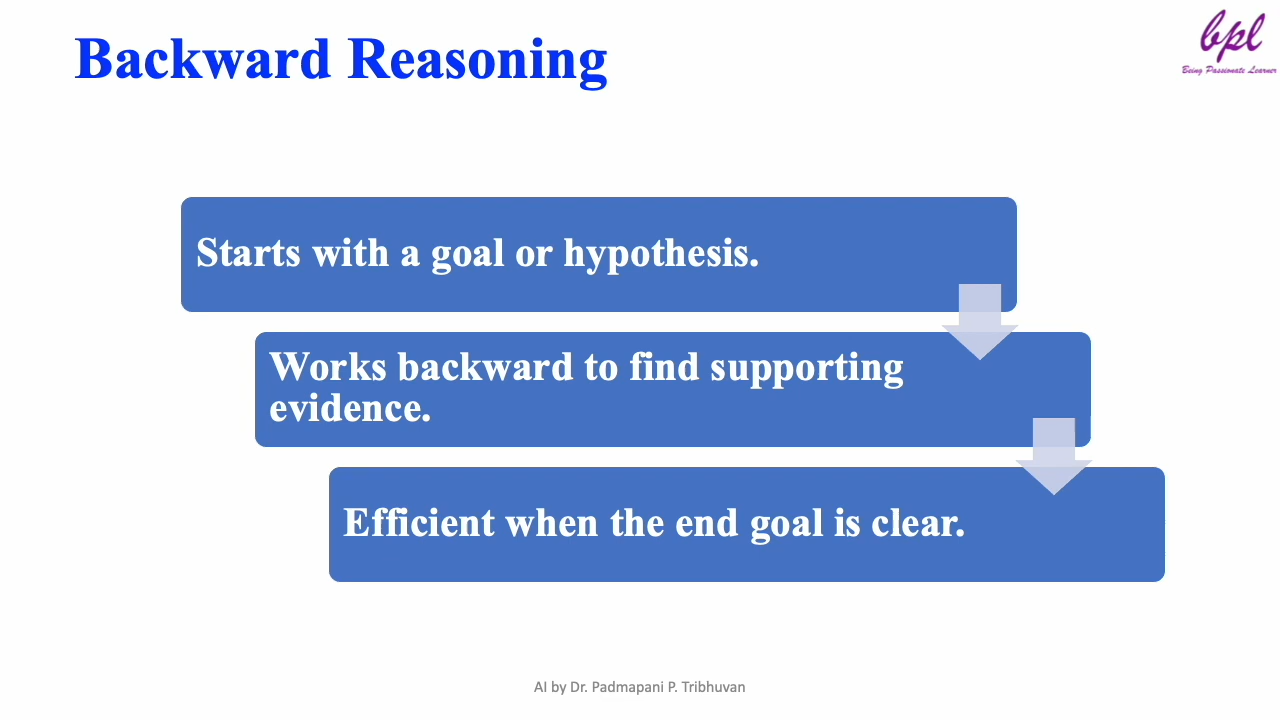 Backward Reasoning
bpl
Being Passionate Learner
Starts with a goal or hypothesis.
Works backward to find supporting
evidence.
Efficient when the end goal is clear.
AI by Dr. Padmapani P. Tribhuvan